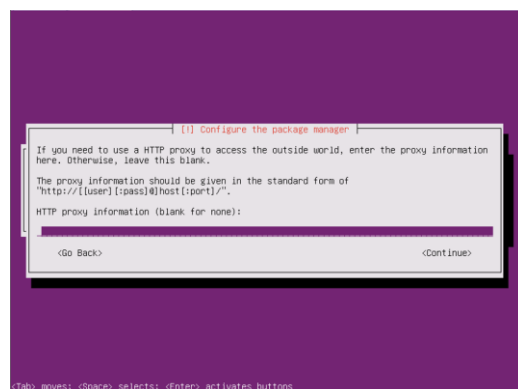 [!] Configure the package manager
If you need to use a HTTP proxy to access the outside world, enter the proxy information
here. Otherwise, leave this blank.
The proxy information should be given in the standard form of
"http://[[user][:pass]@]host[:port]/".
HTTP proxy information (blank for none):
<Go Back> <Continue>
<Tab> moves; <Space> selects; <Enter> activates buttons